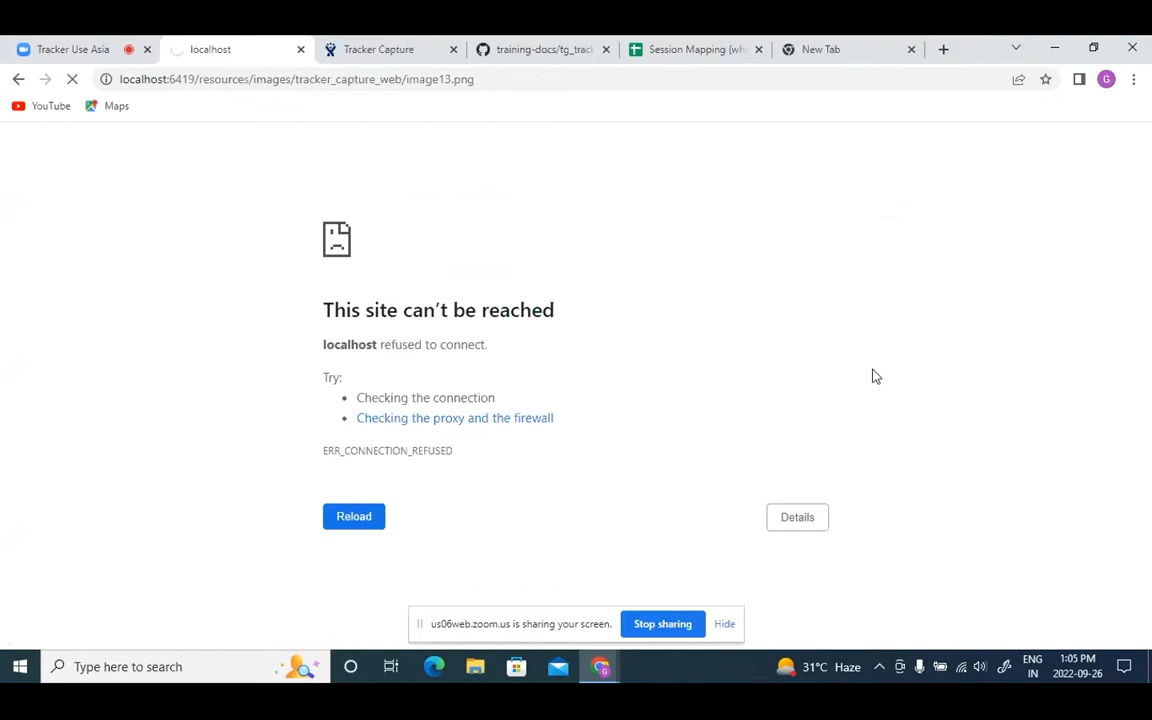 Tracker Use Asia
localhost
Tracker Capture
training-docs/tg_track
Session Mapping (wh
New Tab
localhost:6419/resources/images/tracker_capture_web/image13.png
G
YouTube
Maps
This site can't be reached
localhost refused to connect.
Try:
• Checking the connection
• Checking the proxy and the firewall
ERR_CONNECTION_REFUSED
Reload
Details
us06web.zoom.us is sharing your screen.
Stop sharing
Hide
Type here to search
31°C Haze
ENG
IN
1:05 PM
2022-09-26